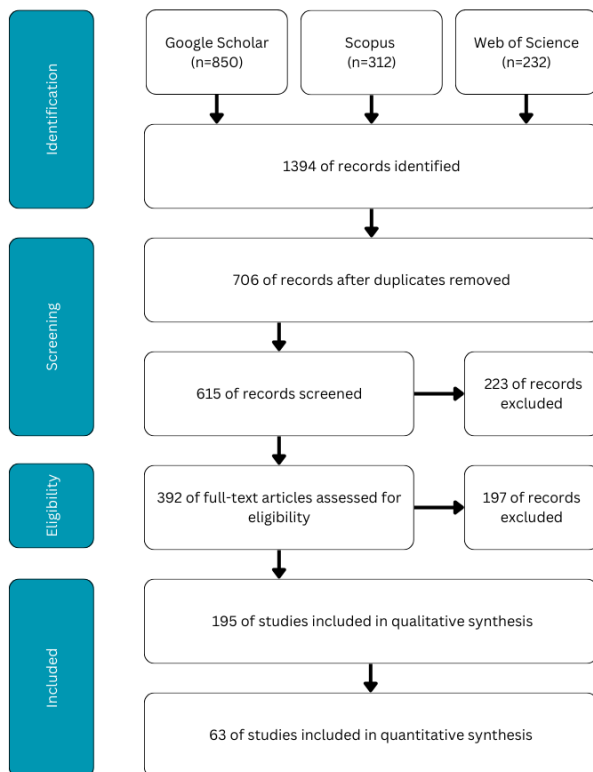 Identification
Google Scholar
(n=850)
Scopus
(n=312)
Web of Science
(n=232)
1394 of records identified
Screening
706 of records after duplicates removed
615 of records screened
223 of records
excluded
Eligibility
392 of full-text articles assessed for
eligibility
197 of records
excluded
Included
195 of studies included in qualitative synthesis
63 of studies included in quantitative synthesis